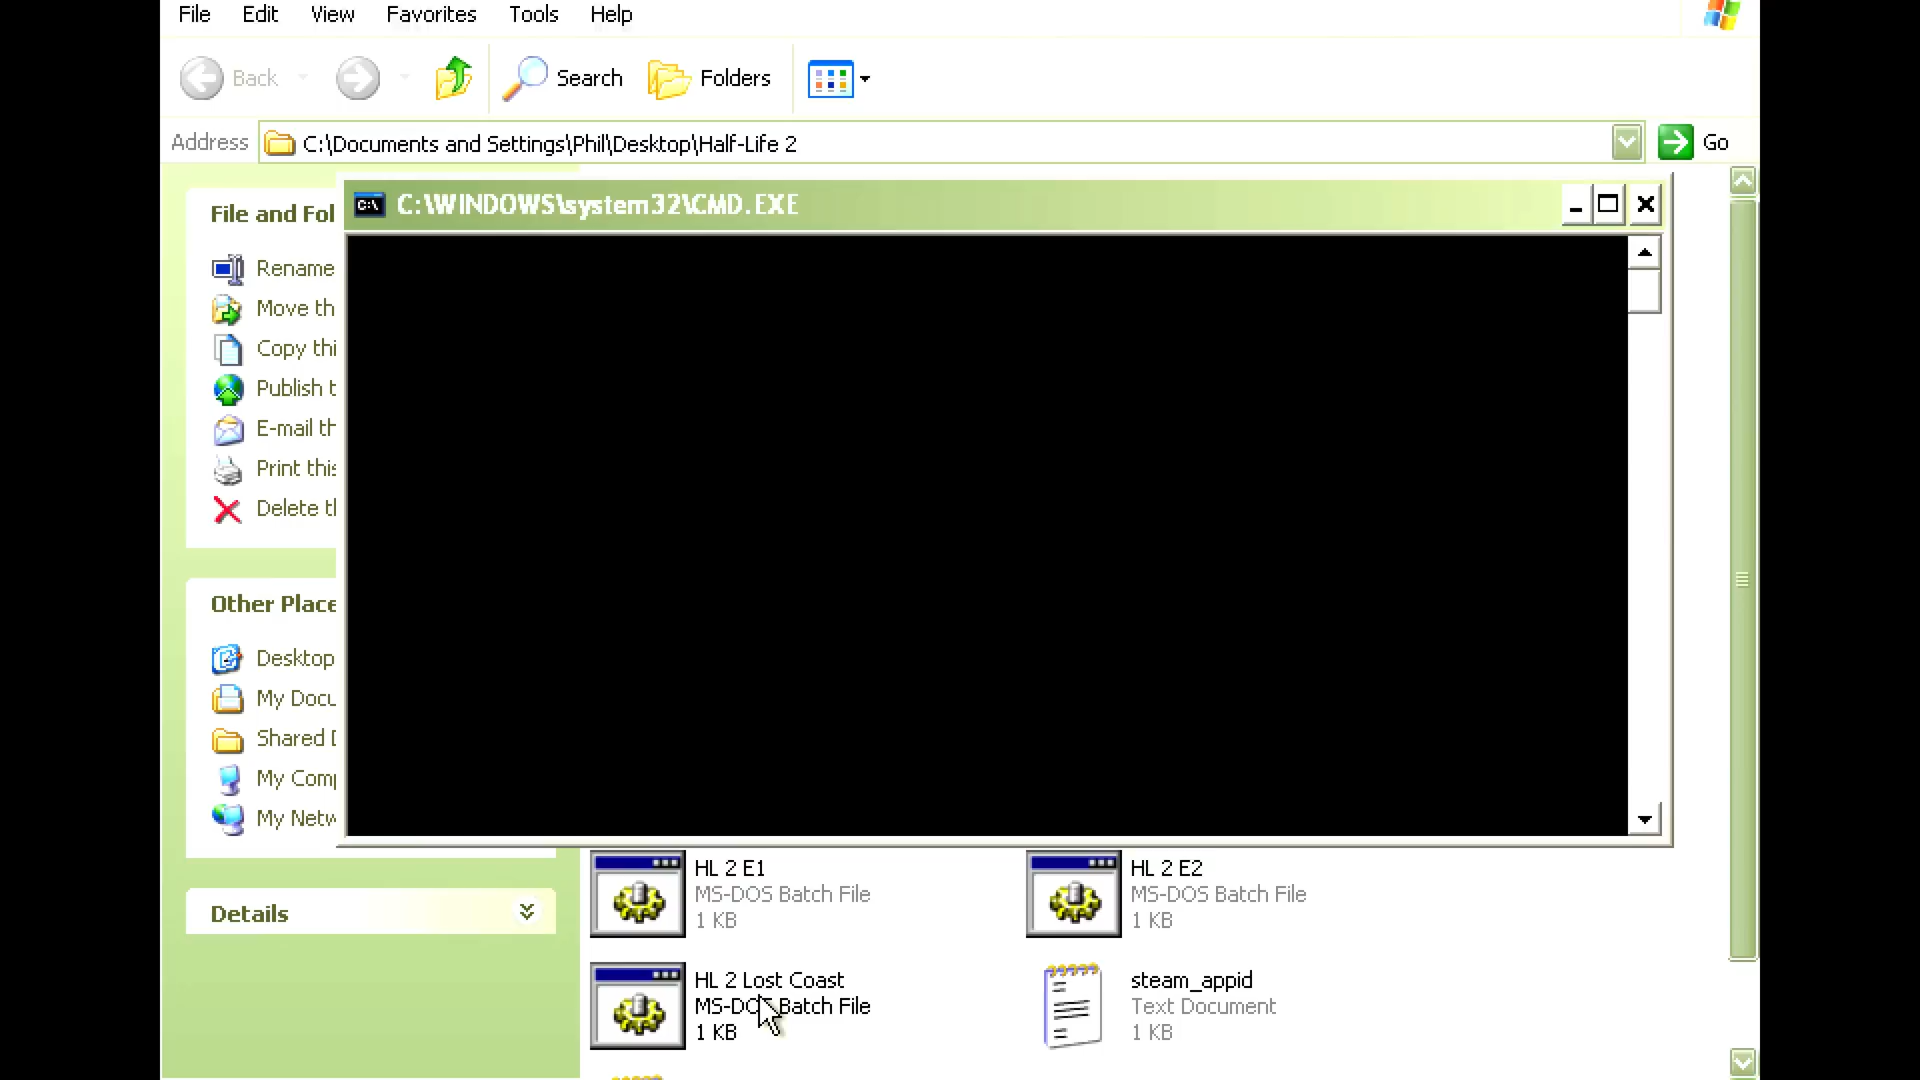 File Edit View Favorites Tools Help
Back Search Folders
Address C:\Documents and Settings\Phil\Desktop\Half-Life 2 Go
C:\WINDOWS\system32\CMD.EXE
File and Fol
Rename
Move th
Copy thi
Publish t
E-mail th
Print this
Delete t
Other Place
Desktop
My Docu
Shared D
My Comp
My Netw
Details
HL 2 E1
MS-DOS Batch File
1 KB
HL 2 E2
MS-DOS Batch File
1 KB
HL 2 Lost Coast
MS-DOS Batch File
1 KB
steam_appid
Text Document
1 KB